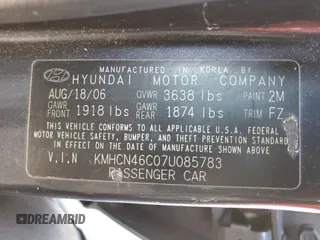 MANUFACTURED IN KOREA BY
HYUNDAI MOTOR COMPANY
AUG/18/06 GVWR 3638 lbs PAINT 2M
GAWR FRONT 1918 lbs GAWR REAR 1874 lbs TRIM FZ
THIS VEHICLE CONFORMS TO ALL APPLICABLE U.S.A. FEDERAL
MOTOR VEHICLE SAFETY, BUMPER, AND THEFT PREVENTION STANDARDS
IN EFFECT ON THE DATE OF MANUFACTURE SHOWN ABOVE.
V.I.N KMHCN46C07U085783
PASSENGER CAR
DREAMBID